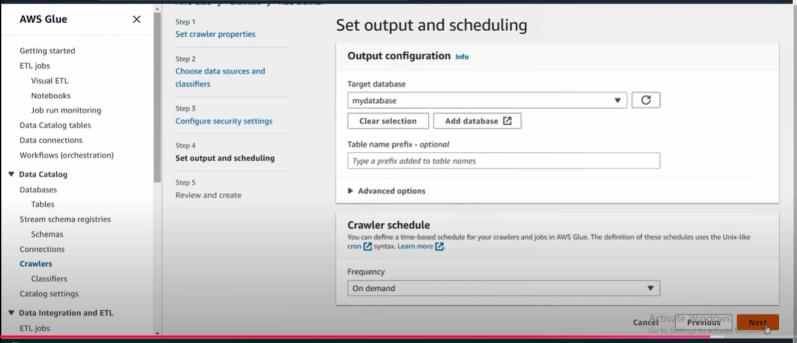 AWS Glue
Getting started
ETL jobs
Visual ETL
Notebooks
Job run monitoring
Data Catalog tables
Data connections
Workflows (orchestration)
Data Catalog
Databases
Tables
Stream schema registries
Schemas
Connections
Crawlers
Classifiers
Catalog settings
Data Integration and ETL
ETL jobs
Step 1
Set crawler properties
Step 2
Choose data sources and
classifiers
Step 3
Configure security settings
Step 4
Set output and scheduling
Step 5
Review and create
Set output and scheduling
Output configuration Info
Target database
mydatabase
Clear selection
Add database
Table name prefix - optional
Type a prefix added to table names
Advanced options
Crawler schedule
You can define a time-based schedule for your crawlers and jobs in AWS Glue. The definition of these schedules uses the Unix-like
cron syntax. Learn more .
Frequency
On demand
Cancel
Previous
Next
Activate Windows
Go to Settings to activate Windows.